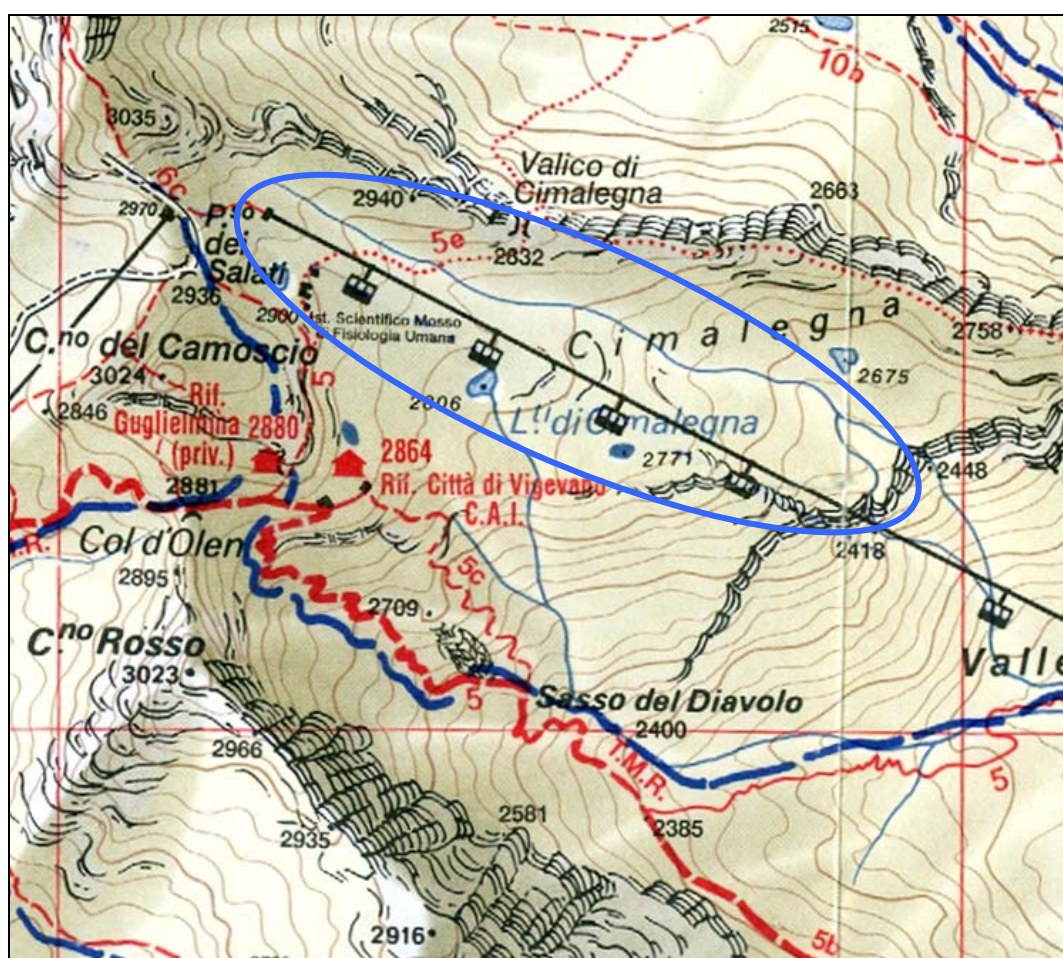 2515
10b
3035
6c
Valico di
Cimalegna
2940
2663
2970
P.so
dei
Salati
5e
2832
2936
2900
Ist. Scientifico Mosso
Fisiologia Umana
Cimalegna
2758
C.no del Camoscio
3024
5
2675
2846
Rif.
Guglielmina 2880
(priv.)
2806
L.ti di Cimalegna
2864
2771
2448
2881
Rif. Città di Vigevano
C.A.I.
T.R.
Col d'Olen
2418
2895
5c
2709
C.no Rosso
3023
Valle
5
Sasso del Diavolo
2400
2966
T.M.R.
5
2385
2581
2935
2916
5b